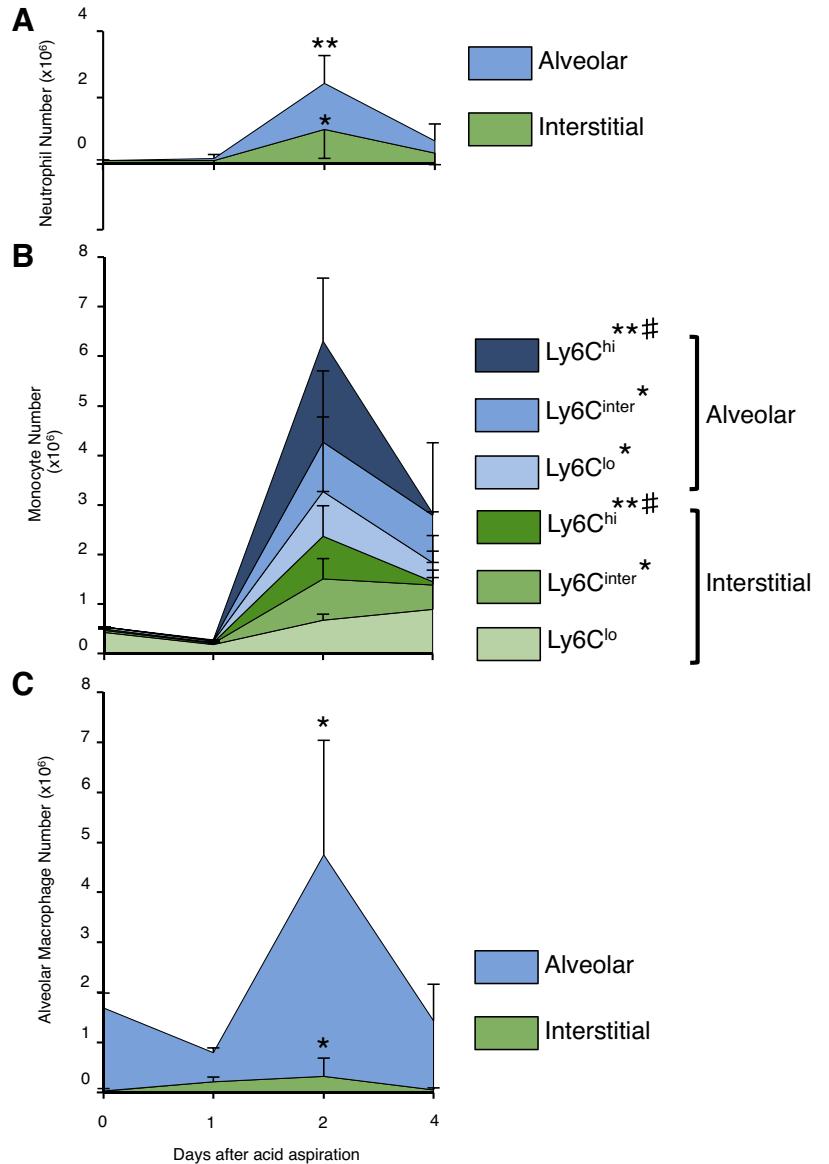 A
Neutrophil Number (x10⁶)
4
2
0
**
*
Alveolar
Interstitial
B
Monocyte Number
(x10⁶)
8
7
6
5
4
3
2
1
0
Ly6Cʰⁱ**♯
Ly6Cⁱⁿᵗᵉʳ*
Ly6Cˡᵒ*
Alveolar
Ly6Cʰⁱ**♯
Ly6Cⁱⁿᵗᵉʳ*
Ly6Cˡᵒ
Interstitial
C
Alveolar Macrophage Number (x10⁶)
8
7
6
5
4
3
2
1
0
*
*
Alveolar
Interstitial
0 1 2 4
Days after acid aspiration